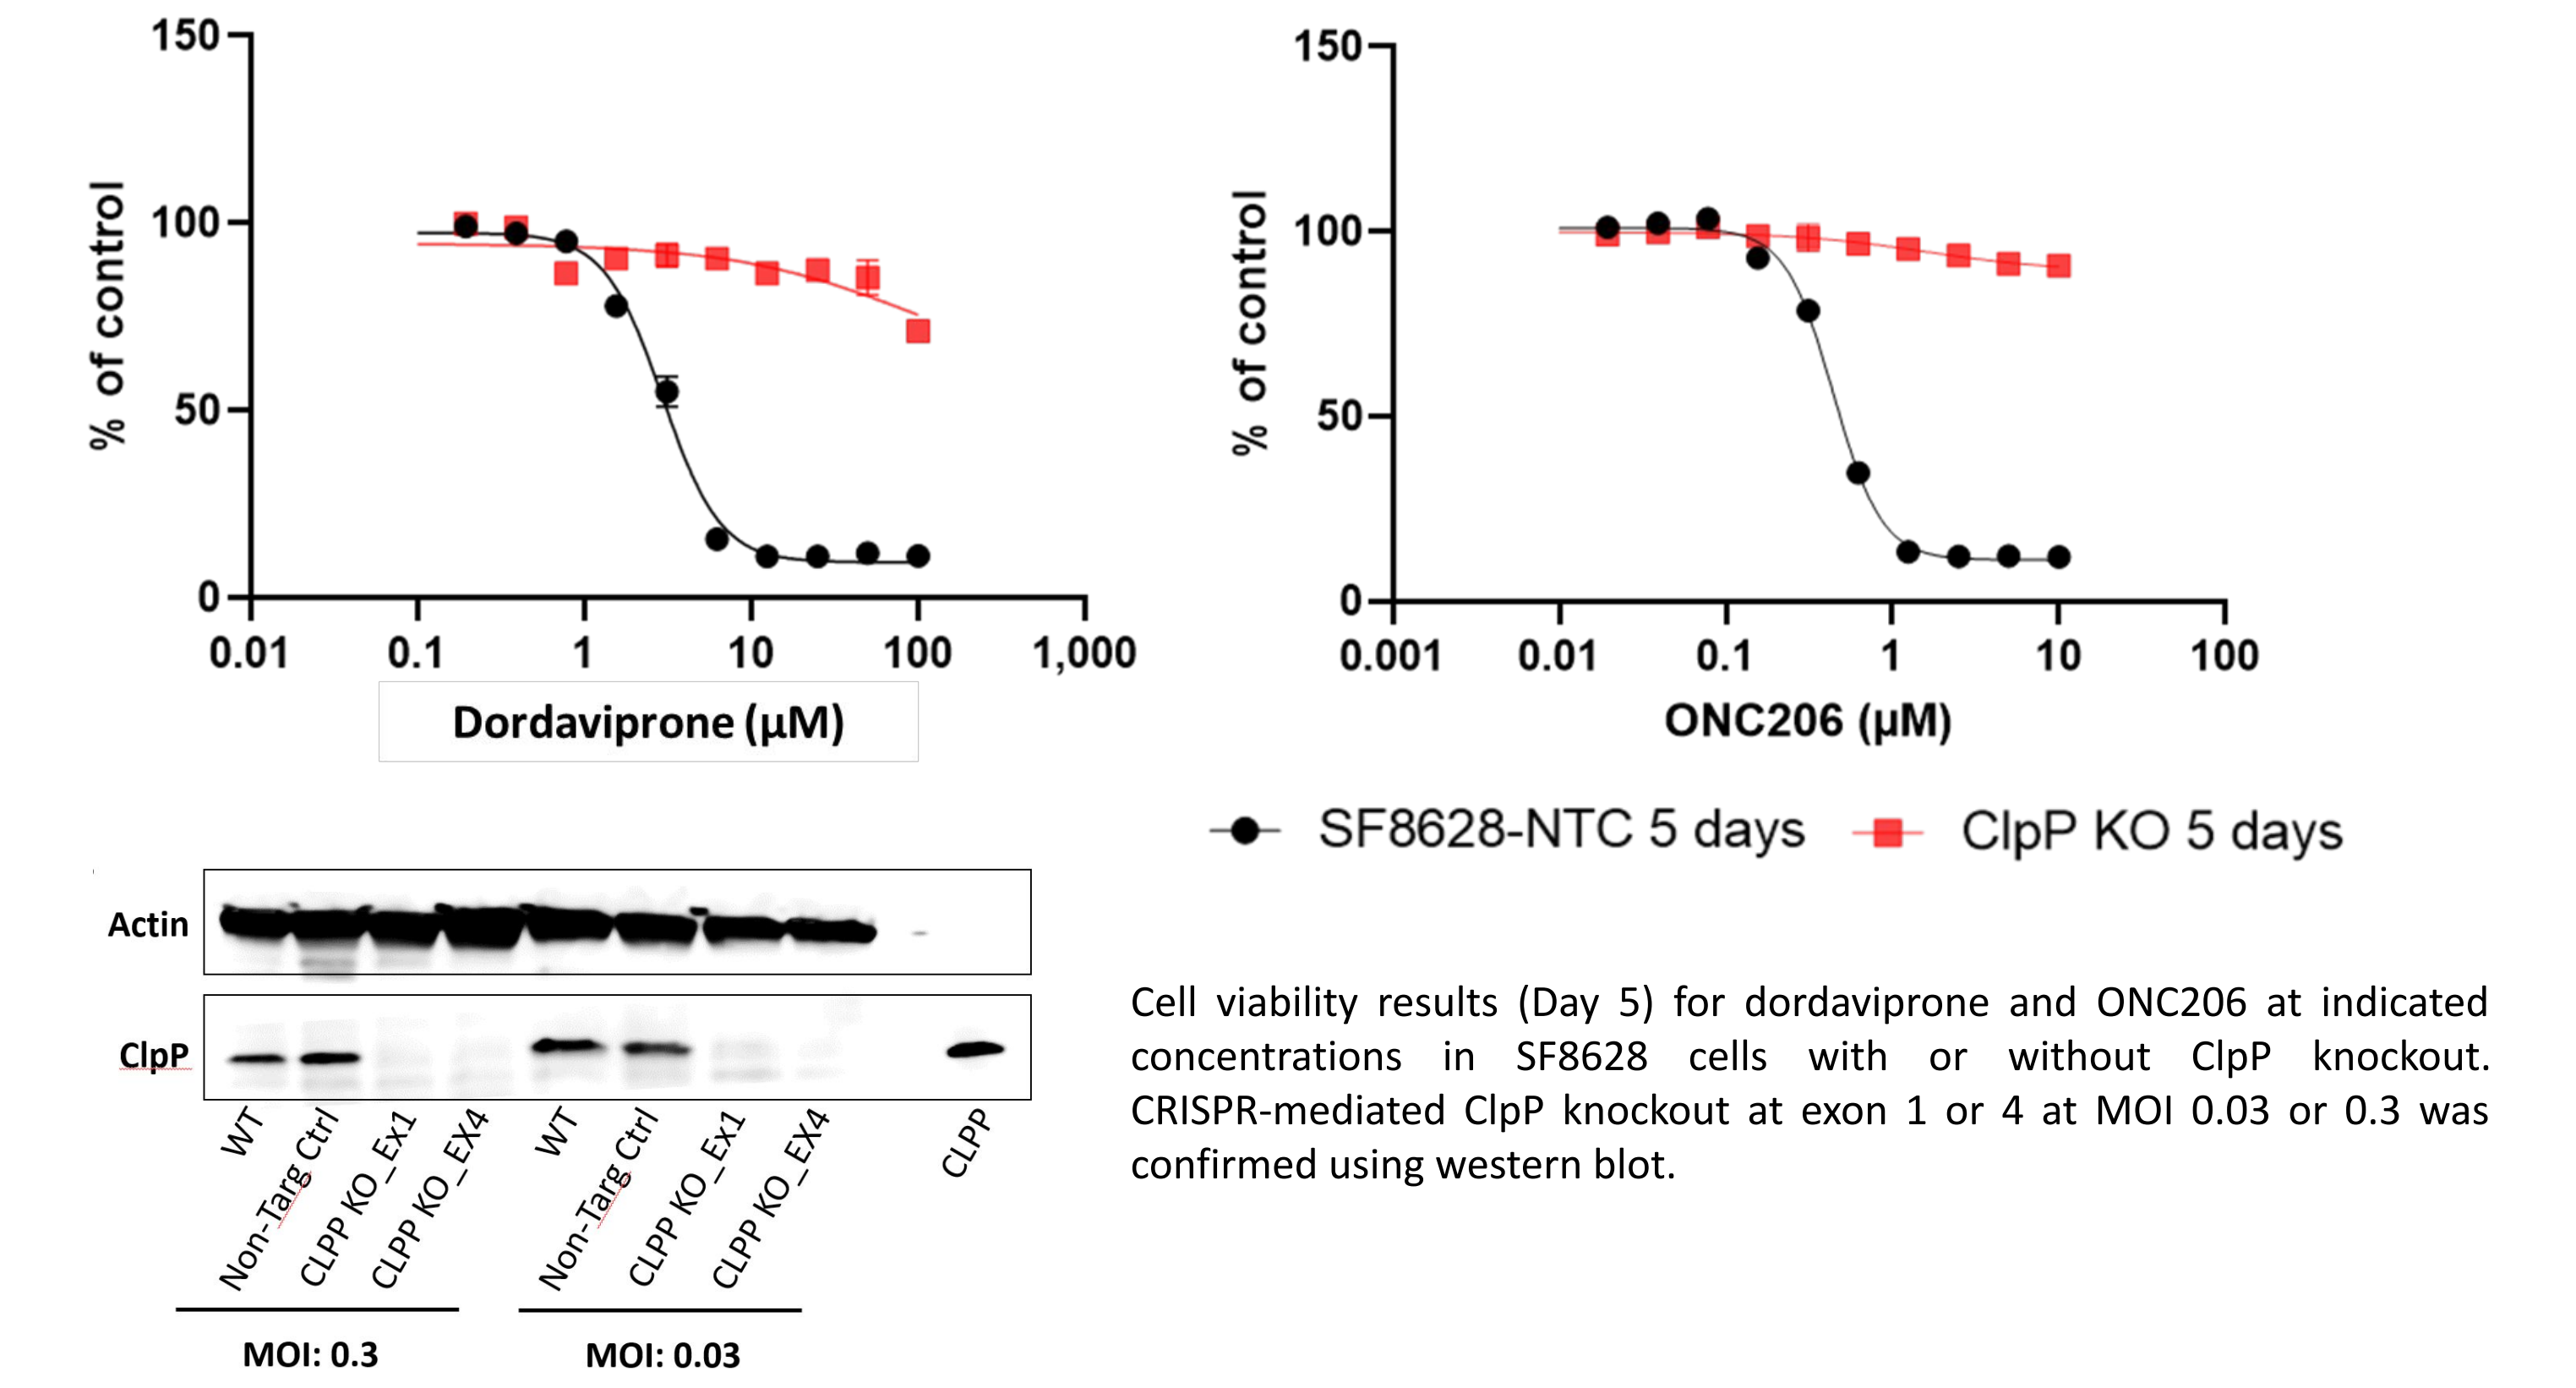 150
100
50
0
% of control
0.01 0.1 1 10 100 1,000
Dordaviprone (µM)
150
100
50
0
% of control
0.001 0.01 0.1 1 10 100
ONC206 (µM)
SF8628-NTC 5 days ClpP KO 5 days
Actin
ClpP
WT
Non-Targ Ctrl
CLPP KO_Ex1
CLPP KO_EX4
WT
Non-Targ Ctrl
CLPP KO_Ex1
CLPP KO_EX4
CLPP
MOI: 0.3
MOI: 0.03
Cell viability results (Day 5) for dordaviprone and ONC206 at indicated
concentrations in SF8628 cells with or without ClpP knockout.
CRISPR-mediated ClpP knockout at exon 1 or 4 at MOI 0.03 or 0.3 was
confirmed using western blot.